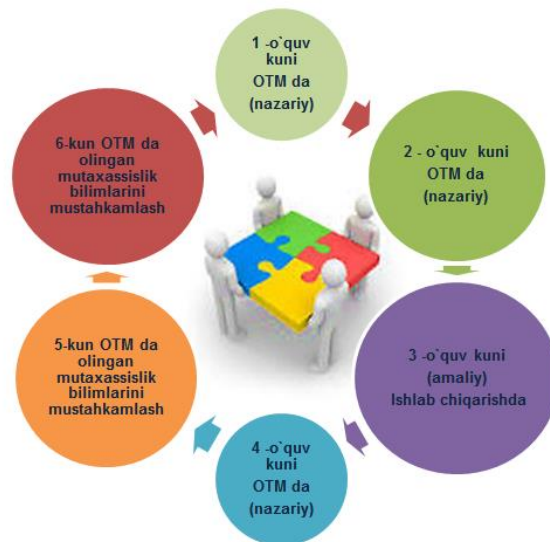 1 -o`quv
kuni
OTM da
(nazariy)
2 - o`quv kuni
OTM da
(nazariy)
3 -o`quv kuni
(amaliy)
Ishlab chiqarishda
4 -o`quv
kuni
OTM da
(nazariy)
5-kun OTM da
olingan
mutaxassislik
bilimlarini
mustahkamlash
6-kun OTM da
olingan
mutaxassislik
bilimlarini
mustahkamlash